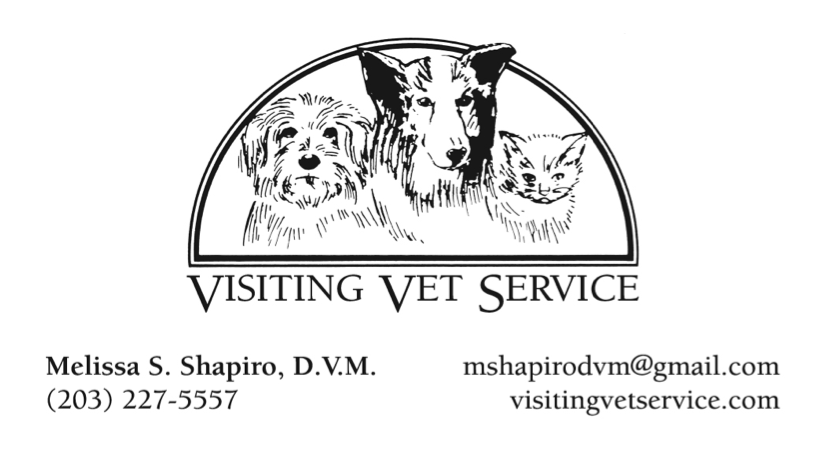 VISITING VET SERVICE
Melissa S. Shapiro, D.V.M.
(203) 227-5557
mshapirodvm@gmail.com
visitingvetservice.com